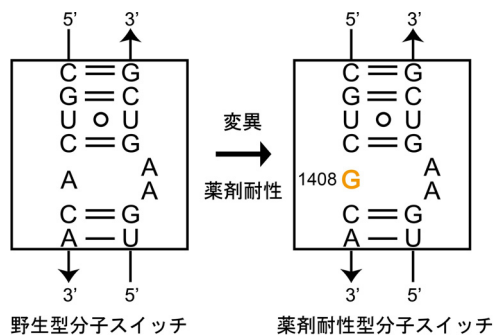 5’ 3’ 5’ 3’
C G C G
G C G C
U U 変異 U U
C G C G
A A A 薬剤耐性 1408 G A A
C G C G
A U A U
3’ 5’ 3’ 5’
野生型分子スイッチ 薬剤耐性型分子スイッチ